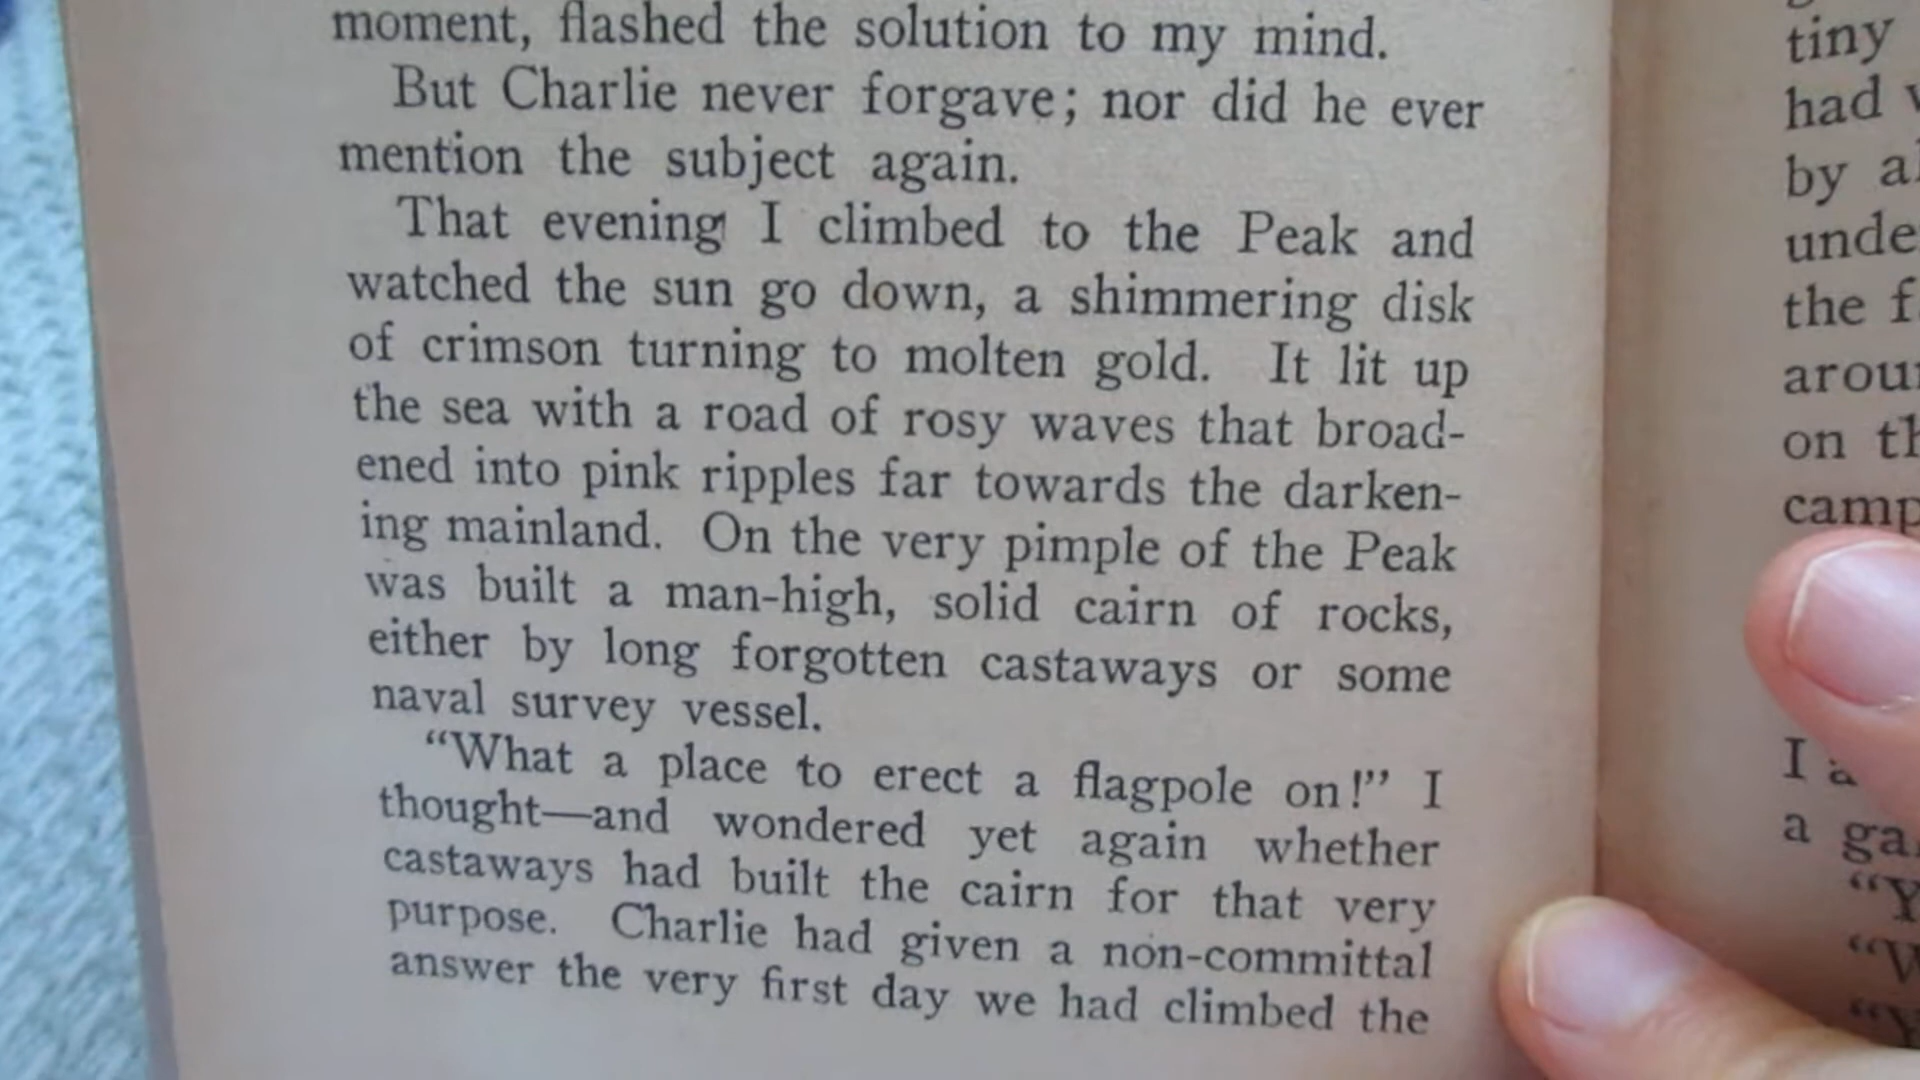 moment, flashed the solution to my mind.
But Charlie never forgave; nor did he ever
mention the subject again.
That evening I climbed to the Peak and
watched the sun go down, a shimmering disk
of crimson turning to molten gold. It lit up
the sea with a road of rosy waves that broad-
ened into pink ripples far towards the darken-
ing mainland. On the very pimple of the Peak
was built a man-high, solid cairn of rocks,
either by long forgotten castaways or some
naval survey vessel.
“What a place to erect a flagpole on!” I
thought—and wondered yet again whether
castaways had built the cairn for that very
purpose. Charlie had given a non-committal
answer the very first day we had climbed the
tiny
had
by
the
on
I
a